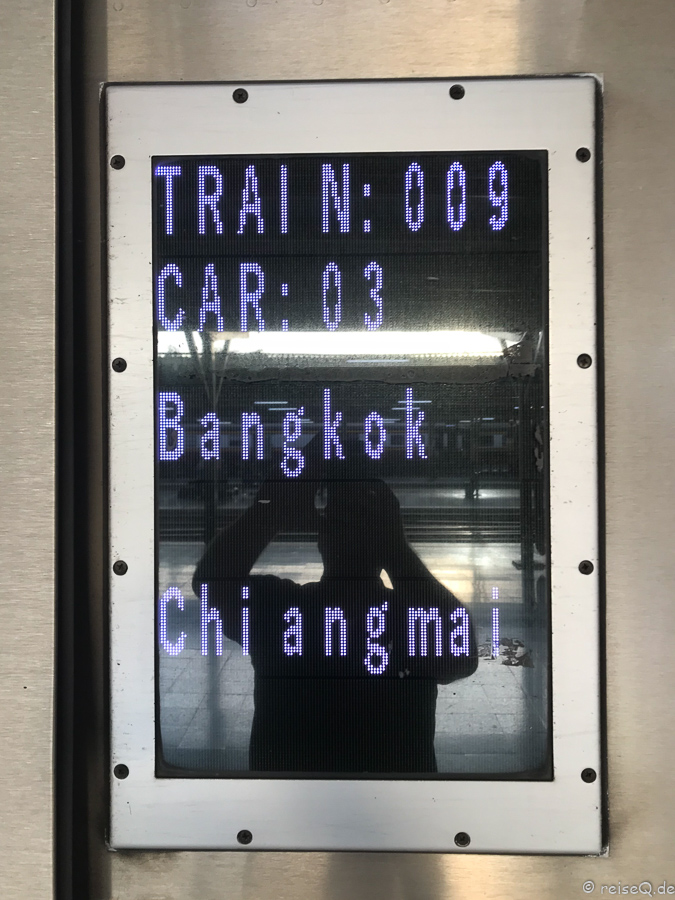 TRAIN: 009
CAR: 03
Bangkok
Chiangmai
© reiseQ.de